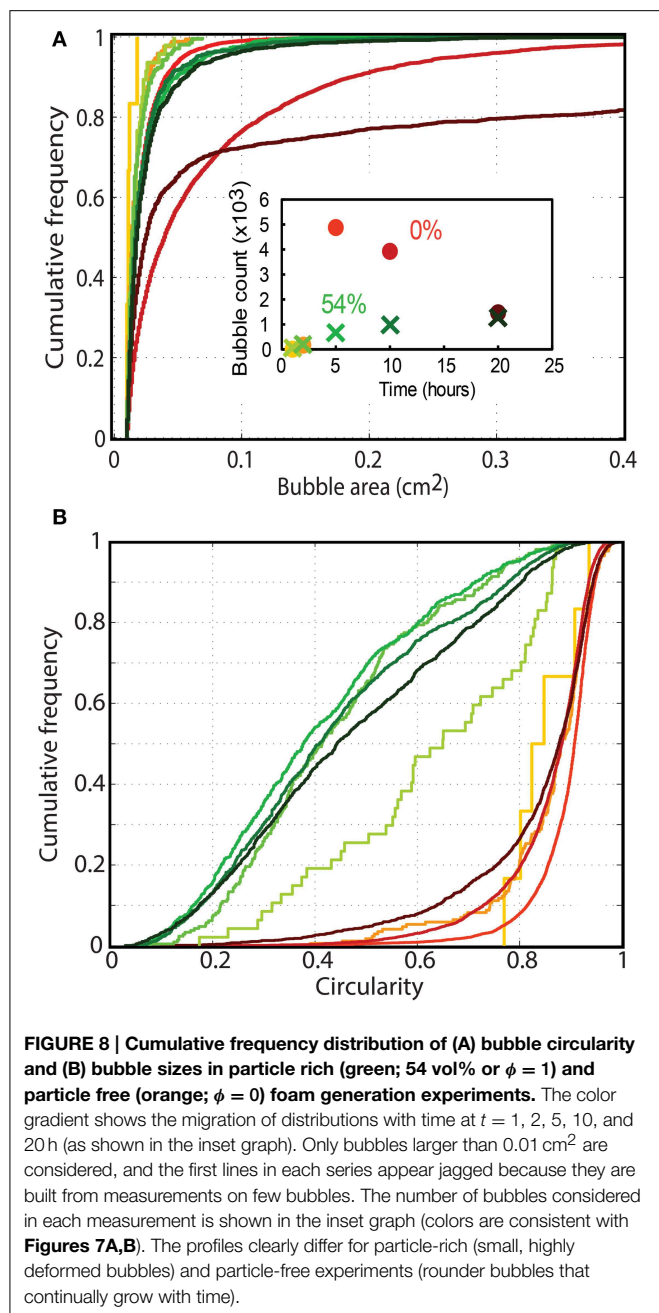 A
1
0.8
0.6
0.4
0.2
0
Cumulative frequency
Bubble count (x10³)
6
5
4
3
2
1
0
0%
54%
0 5 10 15 20 25
Time (hours)
0 0.1 0.2 0.3 0.4
Bubble area (cm²)
B
1
0.8
0.6
0.4
0.2
0
Cumulative frequency
0 0.2 0.4 0.6 0.8 1
Circularity
FIGURE 8 | Cumulative frequency distribution of (A) bubble circularity
and (B) bubble sizes in particle rich (green; 54 vol% or ϕ = 1) and
particle free (orange; ϕ = 0) foam generation experiments. The color
gradient shows the migration of distributions with time at t = 1, 2, 5, 10, and
20 h (as shown in the inset graph). Only bubbles larger than 0.01 cm² are
considered, and the first lines in each series appear jagged because they are
built from measurements on few bubbles. The number of bubbles considered
in each measurement is shown in the inset graph (colors are consistent with
Figures 7A,B). The profiles clearly differ for particle-rich (small, highly
deformed bubbles) and particle-free experiments (rounder bubbles that
continually grow with time).